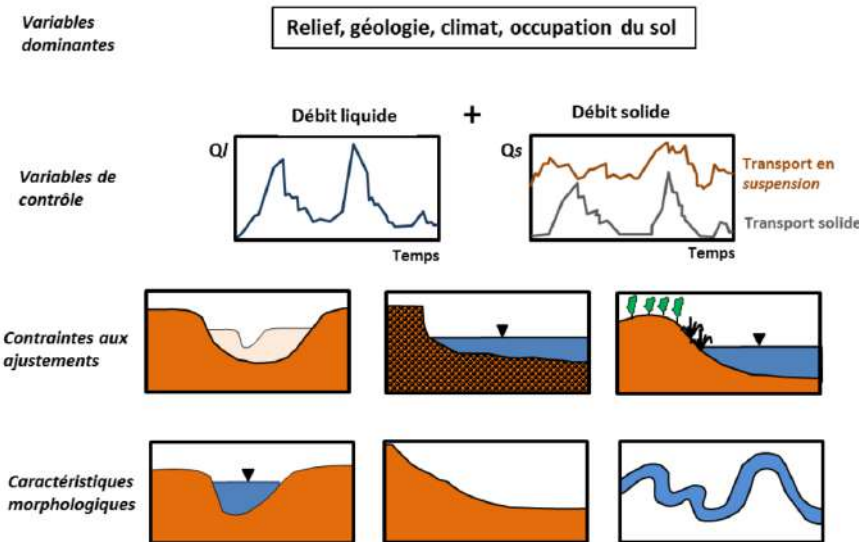 Variables
dominantes
Relief, géologie, climat, occupation du sol
Débit liquide
+
Débit solide
Variables de
contrôle
Ql
Temps
Qs
Temps
Transport en
suspension
Transport solide
Contraintes aux
ajustements
Caractéristiques
morphologiques